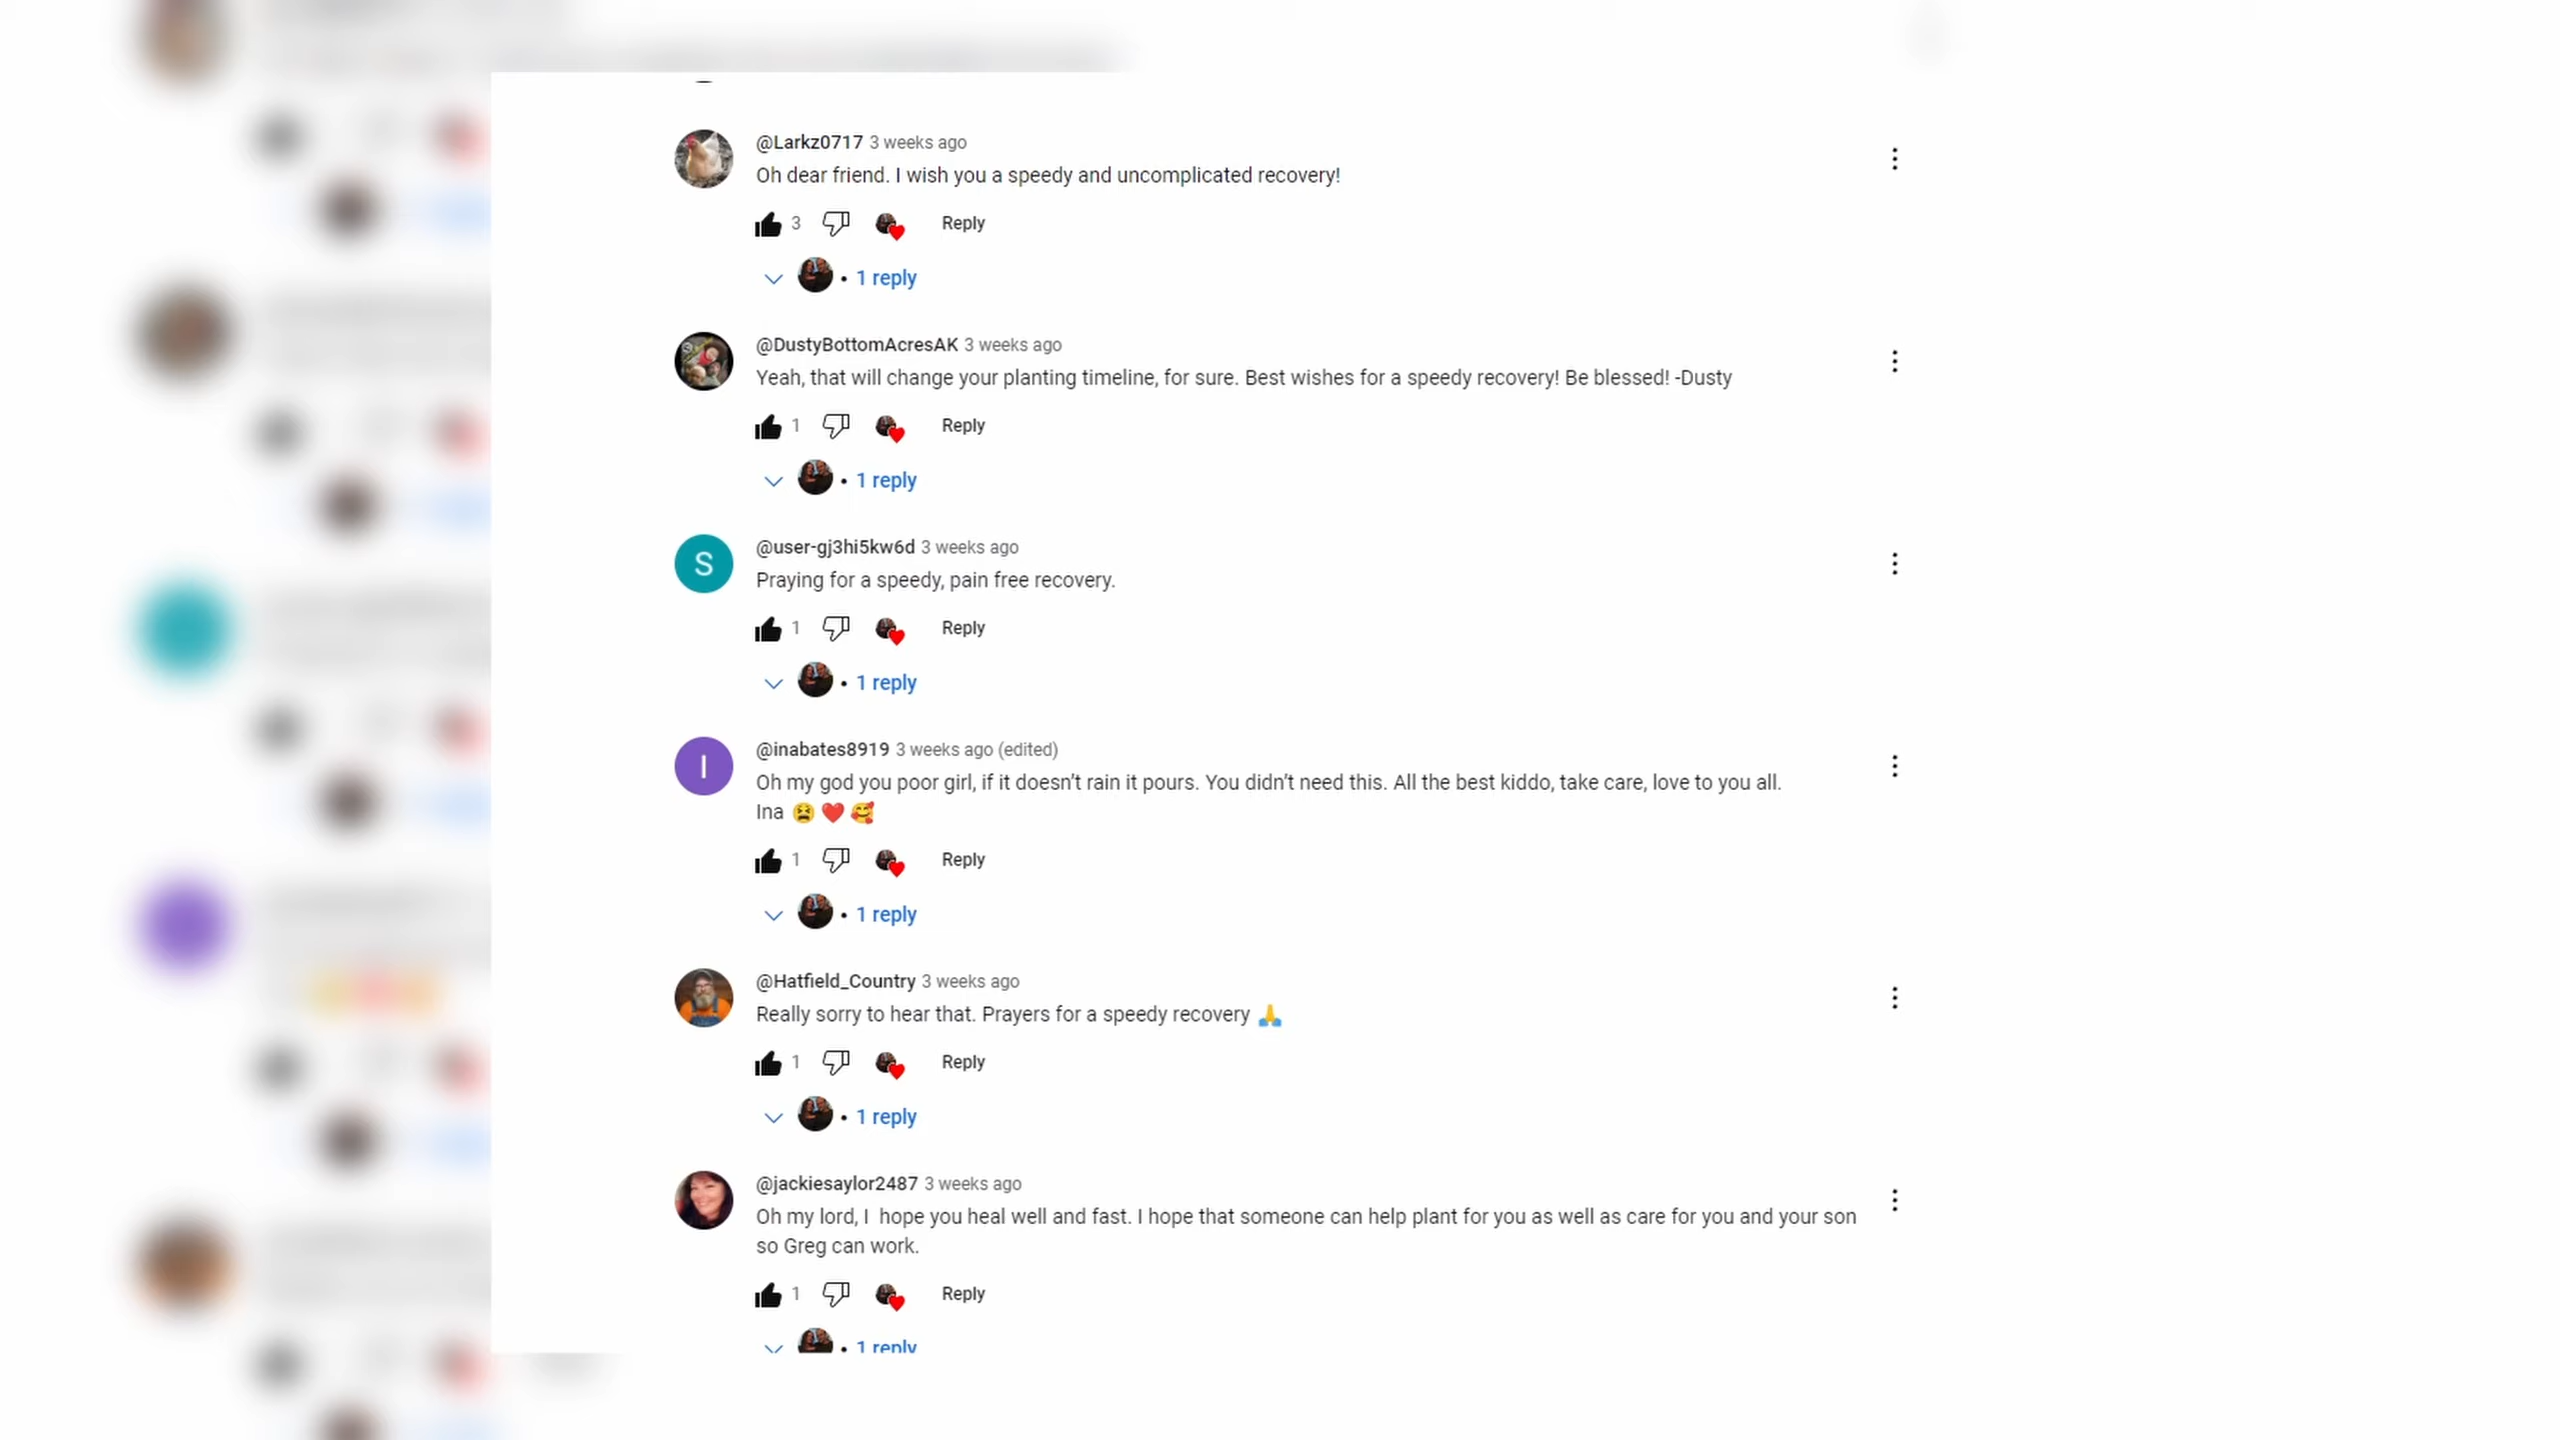 @Larkz0717 3 weeks ago
Oh dear friend. I wish you a speedy and uncomplicated recovery!
3 Reply
• 1 reply
@DustyBottomAcresAK 3 weeks ago
Yeah, that will change your planting timeline, for sure. Best wishes for a speedy recovery! Be blessed! -Dusty
1 Reply
• 1 reply
S
@user-gj3hi5kw6d 3 weeks ago
Praying for a speedy, pain free recovery.
1 Reply
• 1 reply
I
@inabates8919 3 weeks ago (edited)
Oh my god you poor girl, if it doesn’t rain it pours. You didn’t need this. All the best kiddo, take care, love to you all.
Ina 😫 ❤️ 🥰
1 Reply
• 1 reply
@Hatfield_Country 3 weeks ago
Really sorry to hear that. Prayers for a speedy recovery 🙏
1 Reply
• 1 reply
@jackiesaylor2487 3 weeks ago
Oh my lord, I  hope you heal well and fast. I hope that someone can help plant for you as well as care for you and your son
so Greg can work.
1 Reply
• 1 reply